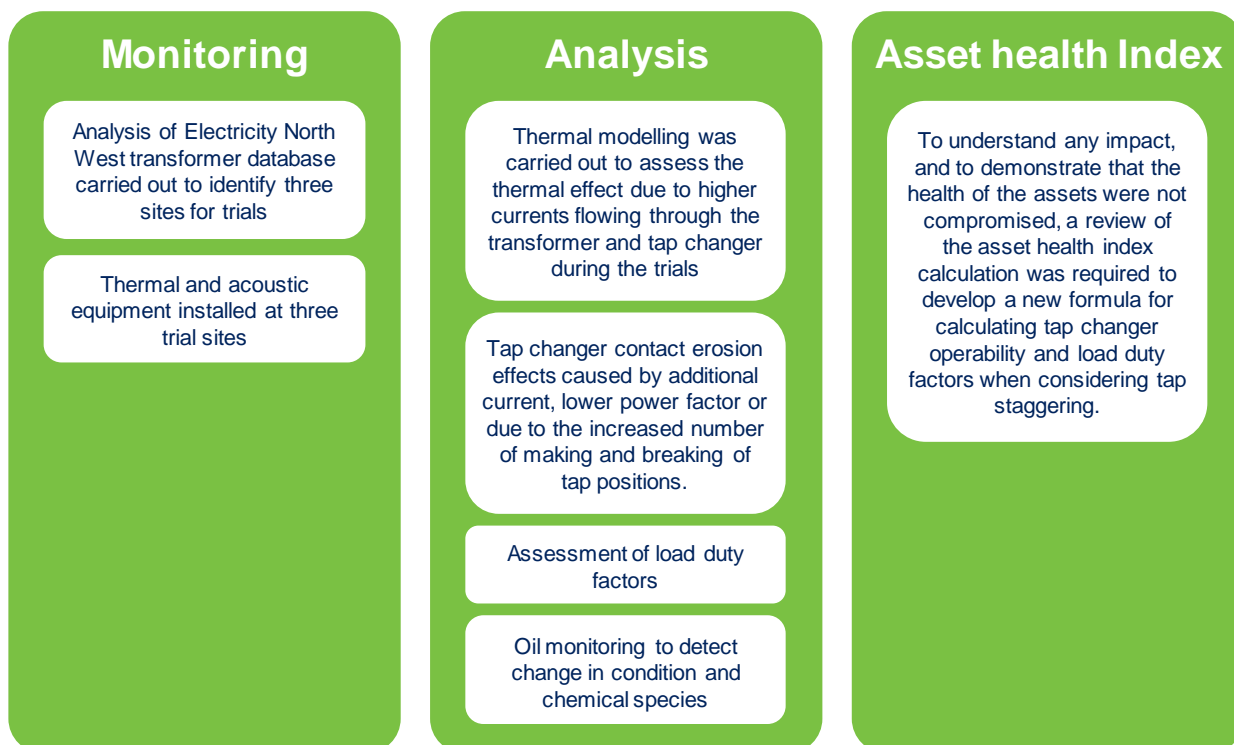 Monitoring
Analysis of Electricity North
West transformer database
carried out to identify three
sites for trials
Thermal and acoustic
equipment installed at three
trial sites
Analysis
Thermal modelling was
carried out to assess the
thermal effect due to higher
currents flowing through the
transformer and tap changer
during the trials
Tap changer contact erosion
effects caused by additional
current, lower power factor or
due to the increased number
of making and breaking of
tap positions.
Assessment of load duty
factors
Oil monitoring to detect
change in condition and
chemical species
Asset health Index
To understand any impact,
and to demonstrate that the
health of the assets were not
compromised, a review of
the asset health index
calculation was required to
develop a new formula for
calculating tap changer
operability and load duty
factors when considering tap
staggering.